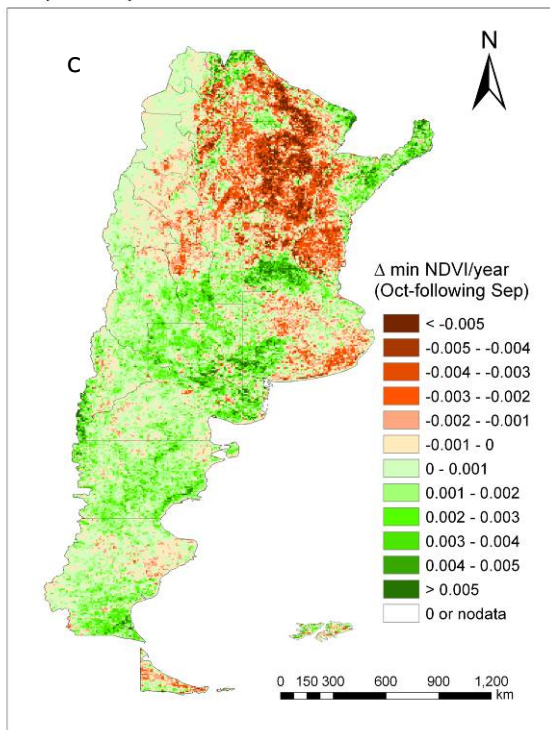 C
N
Δ min NDVI/year
(Oct-following Sep)
< -0.005
-0.005 - -0.004
-0.004 - -0.003
-0.003 - -0.002
-0.002 - -0.001
-0.001 - 0
0 - 0.001
0.001 - 0.002
0.002 - 0.003
0.003 - 0.004
0.004 - 0.005
> 0.005
0 or nodata
0 150 300 600 900 1,200
km